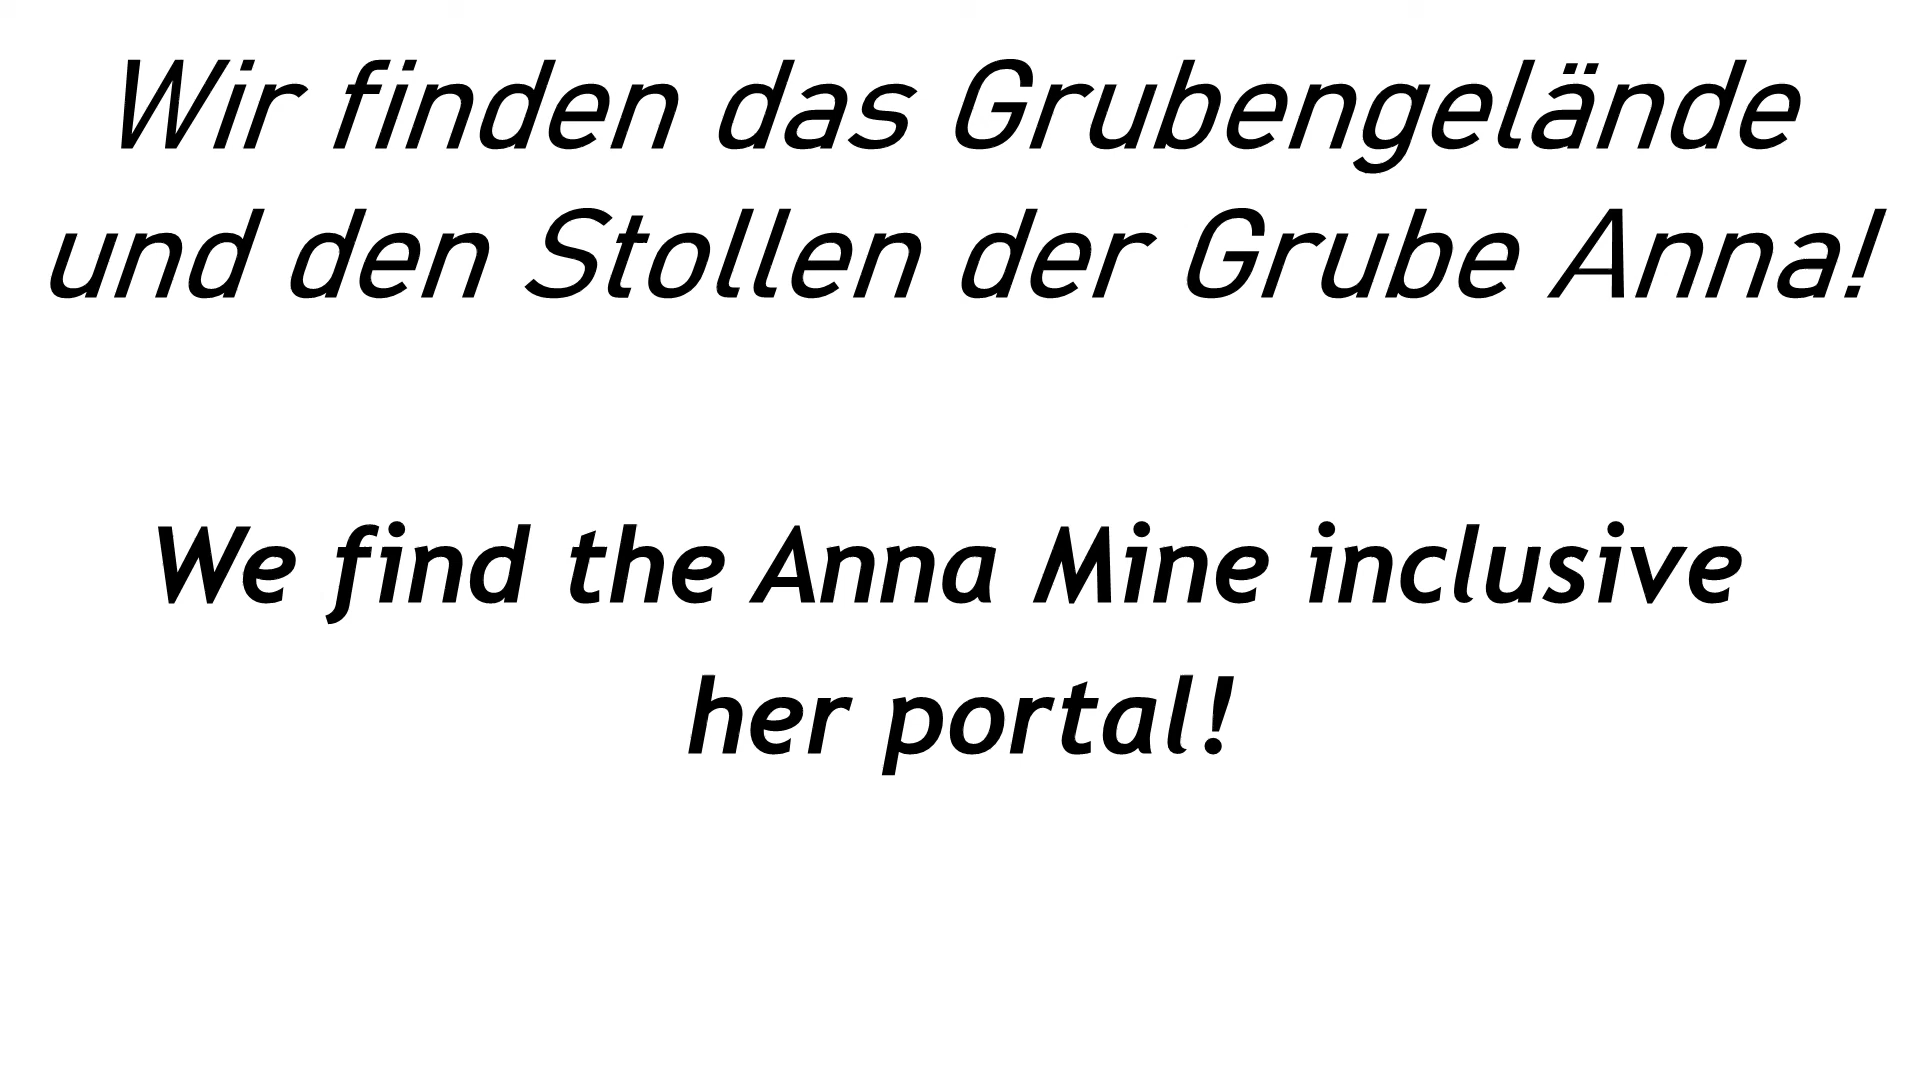 Wir finden das Grubengelände
und den Stollen der Grube Anna!
We find the Anna Mine inclusive
her portal!